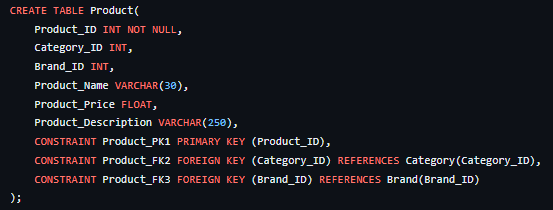 CREATE TABLE Product(
    Product_ID INT NOT NULL,
    Category_ID INT,
    Brand_ID INT,
    Product_Name VARCHAR(30),
    Product_Price FLOAT,
    Product_Description VARCHAR(250),
    CONSTRAINT Product_PK1 PRIMARY KEY (Product_ID),
    CONSTRAINT Product_FK2 FOREIGN KEY (Category_ID) REFERENCES Category(Category_ID),
    CONSTRAINT Product_FK3 FOREIGN KEY (Brand_ID) REFERENCES Brand(Brand_ID)
);